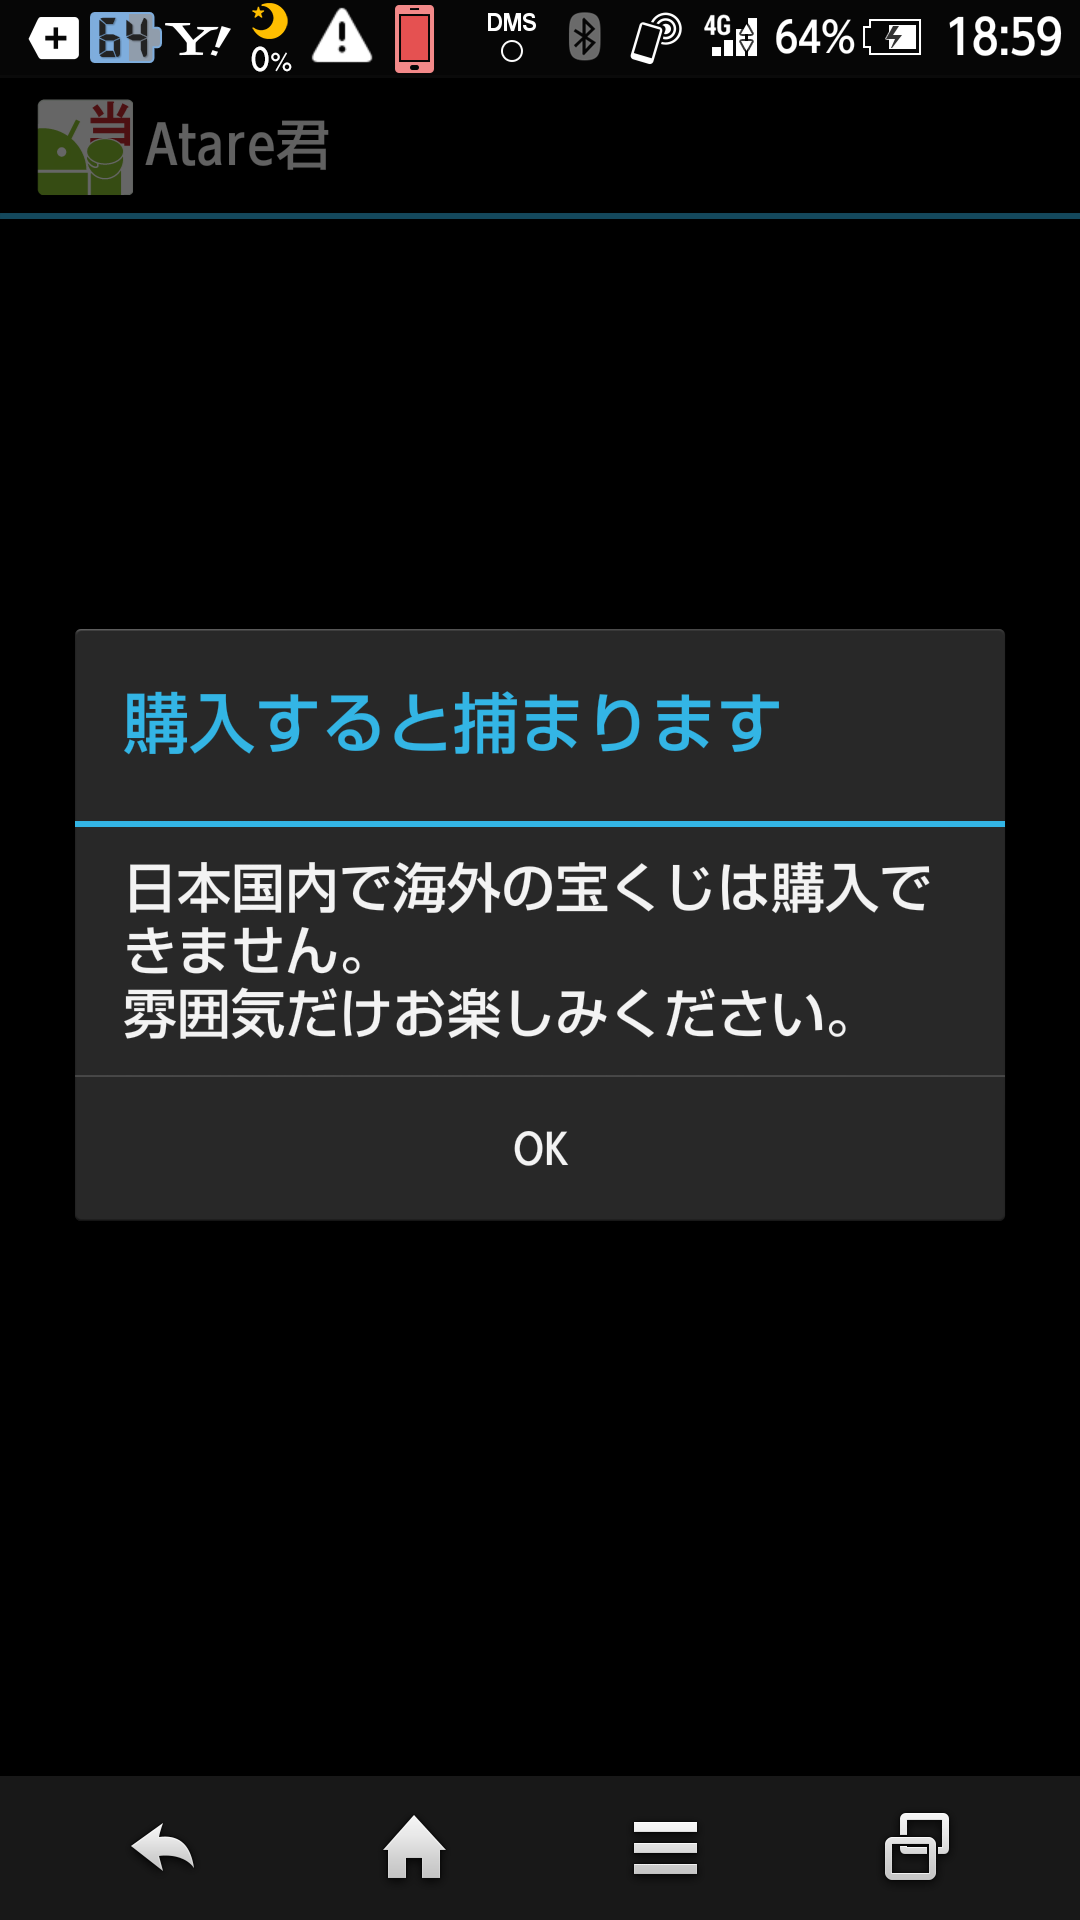 64
Y!
0%
DMS
4G
64%
18:59
当
Atare君
購入すると捕まります
日本国内で海外の宝くじは購入で
きません。
雰囲気だけお楽しみください。
OK